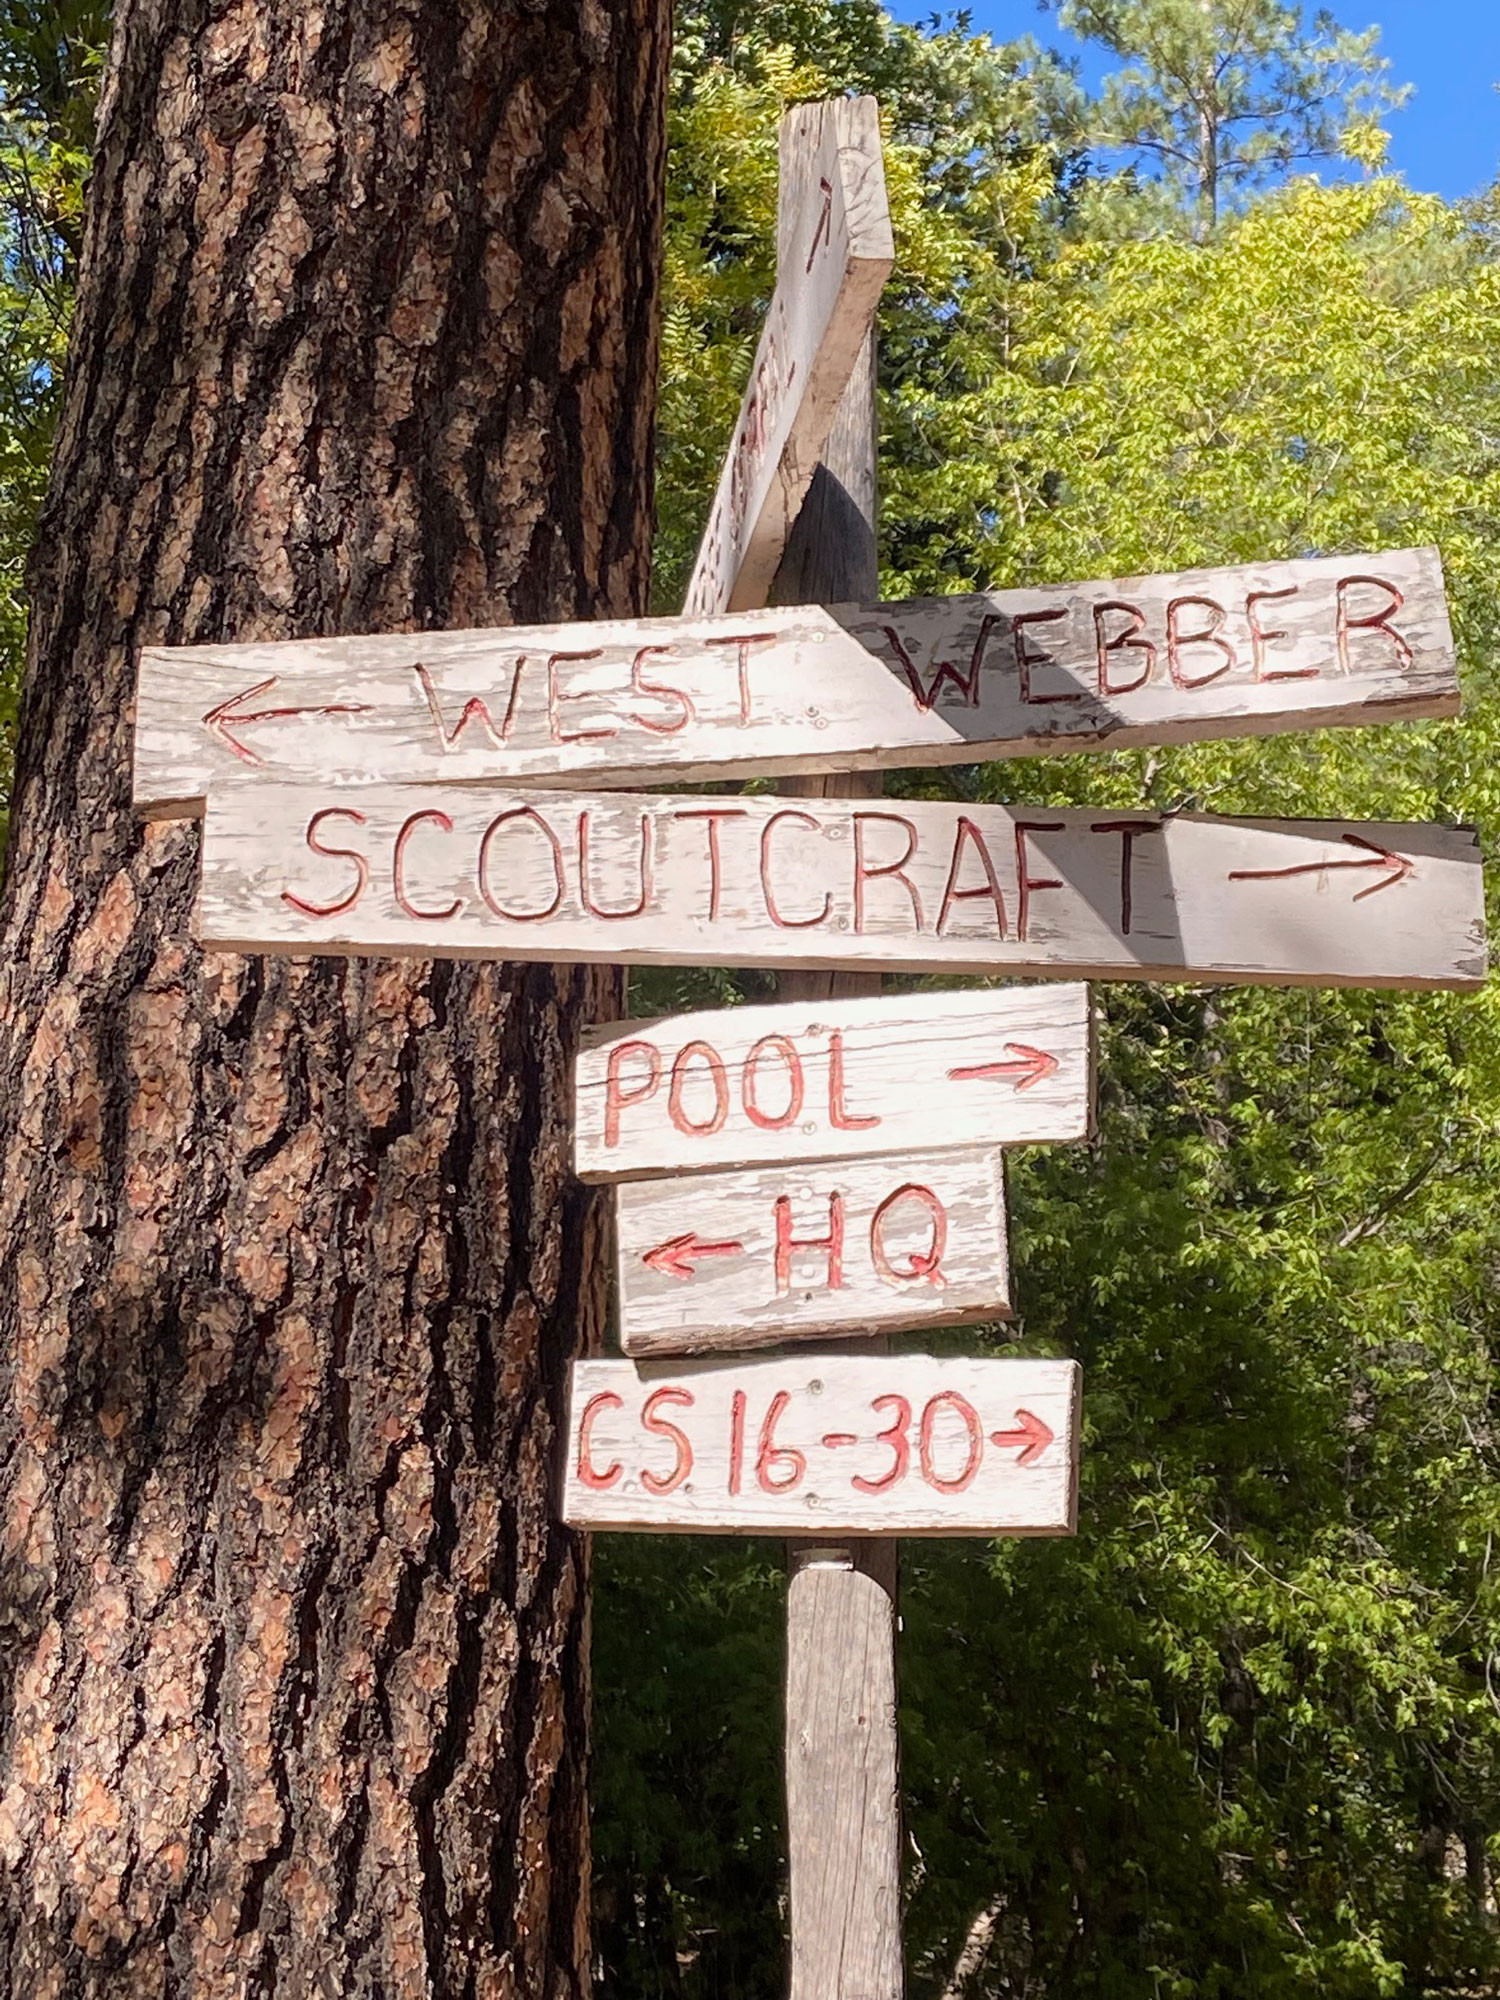 ← WEST WEBBER
SCOUTCRAFT →
POOL →
← HQ
CS. 16-30 →